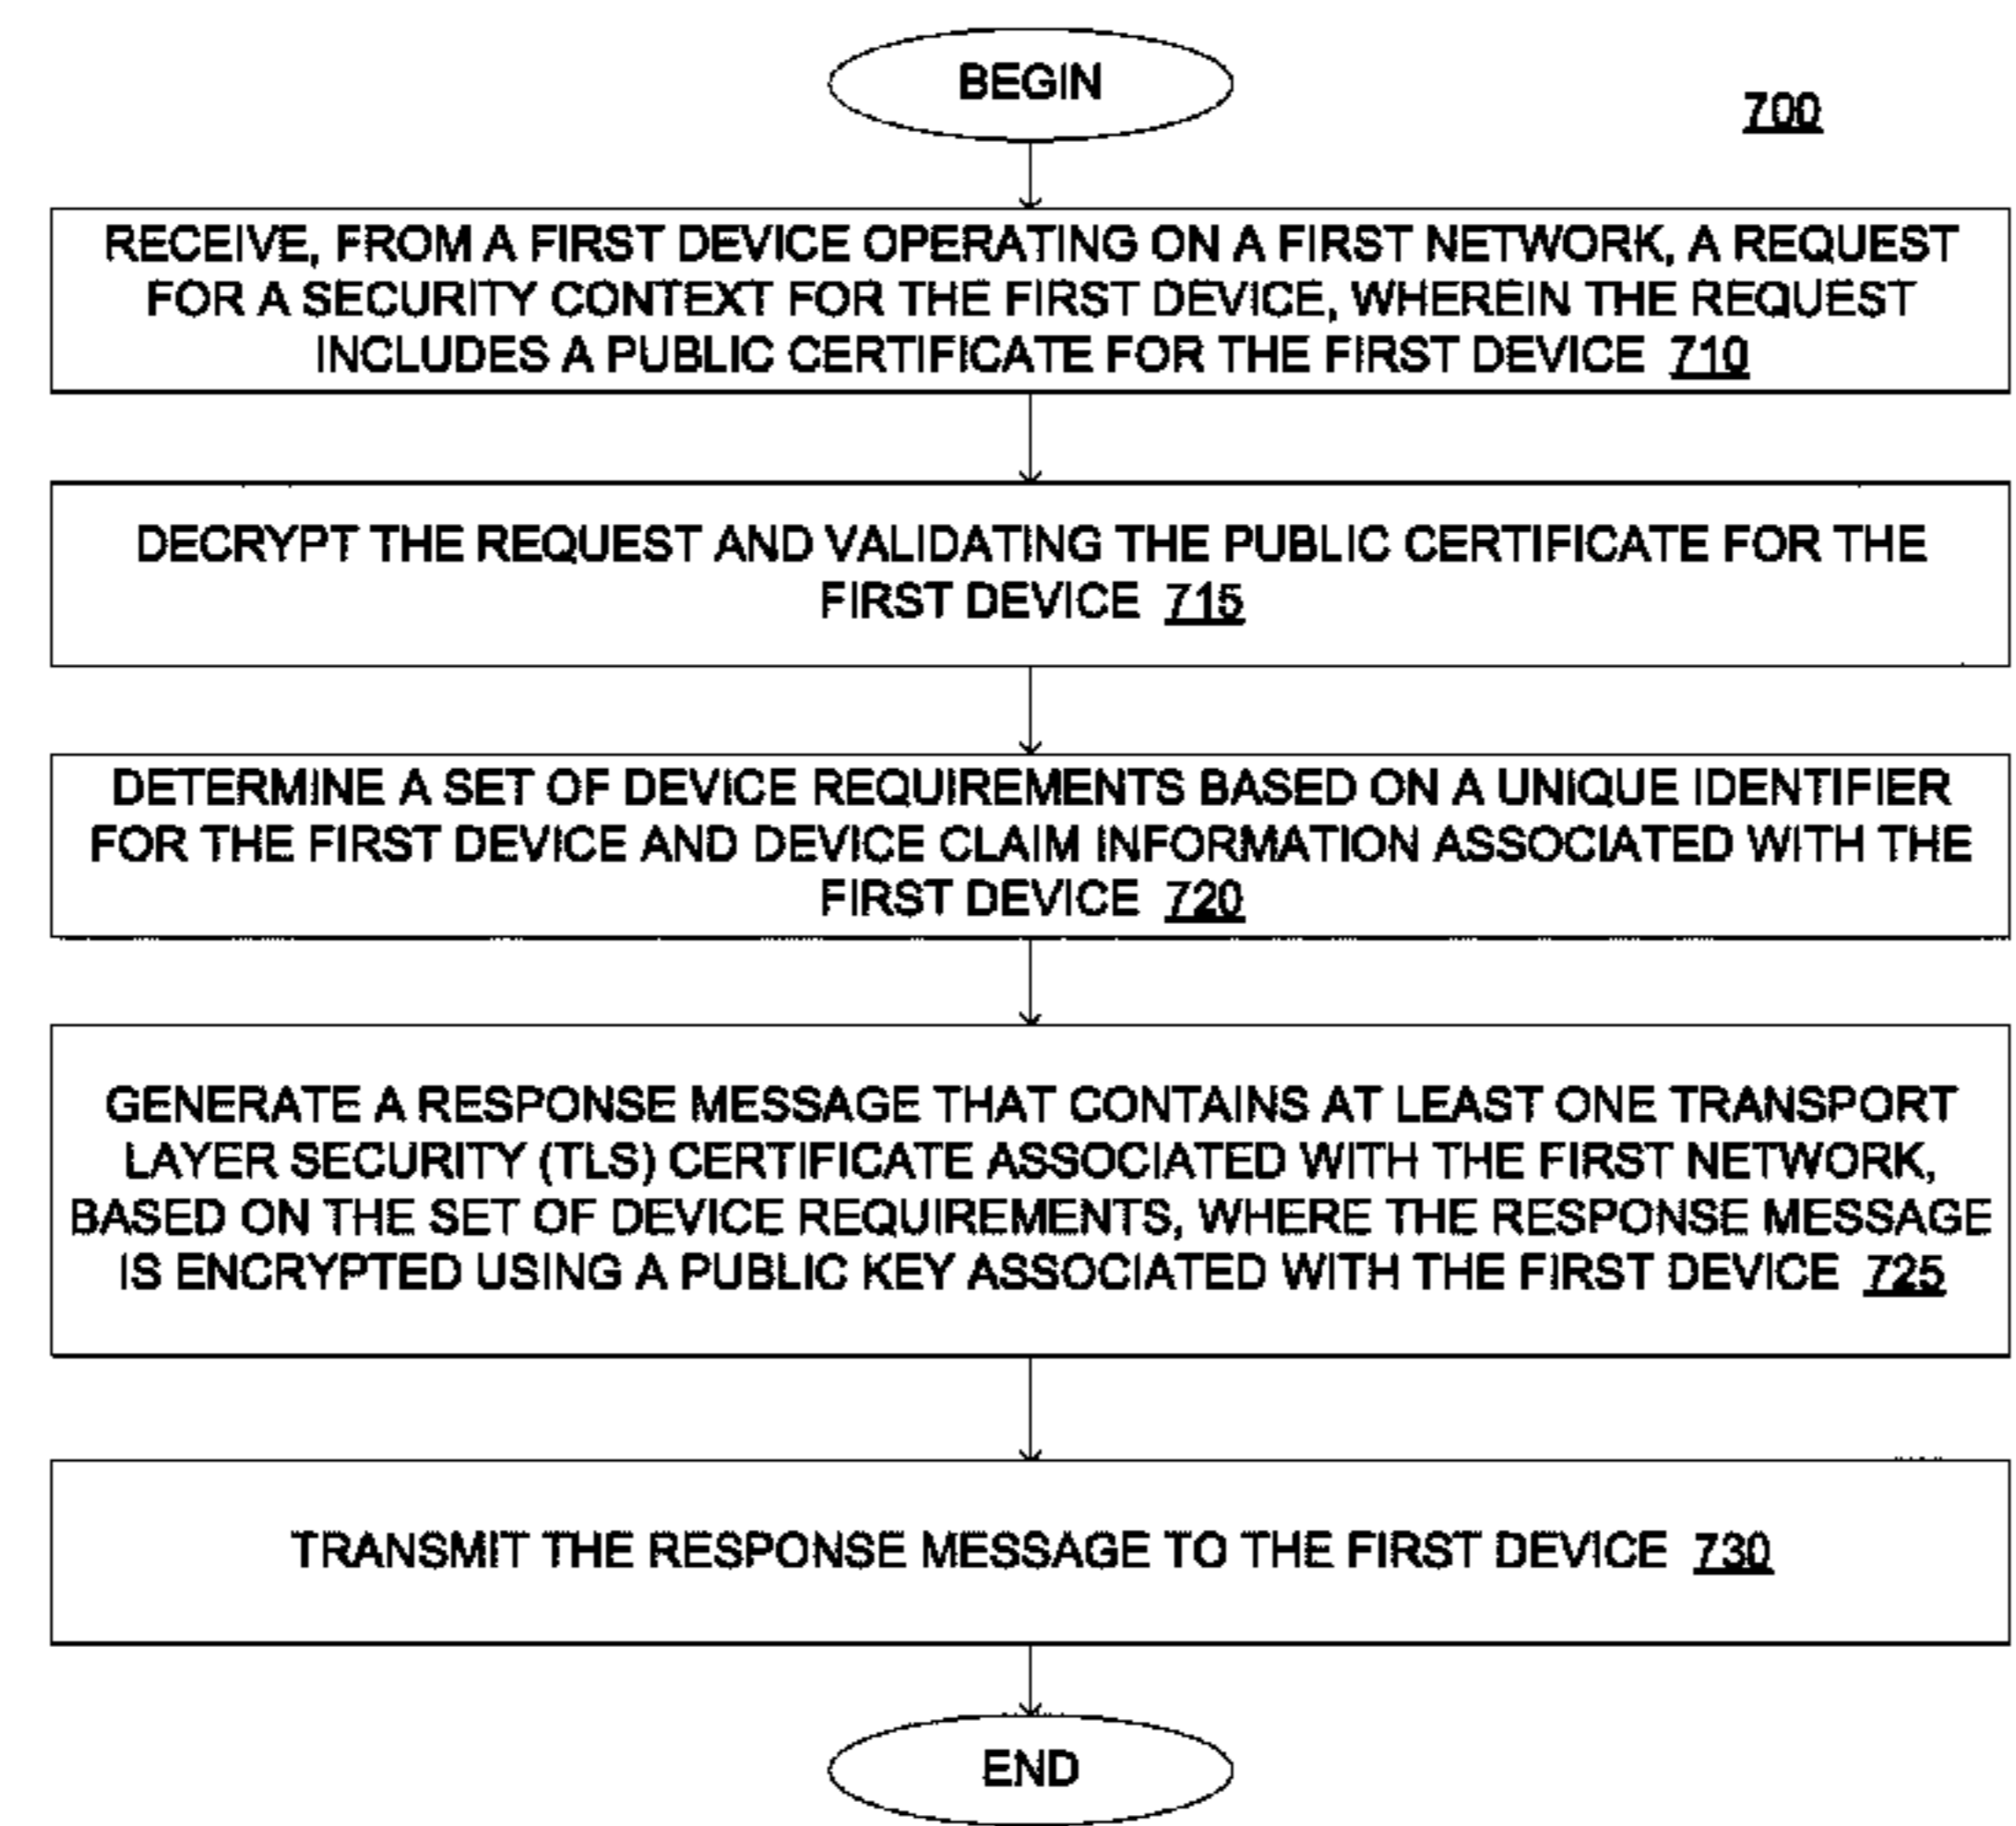 BEGIN
700
RECEIVE, FROM A FIRST DEVICE OPERATING ON A FIRST NETWORK, A REQUEST
FOR A SECURITY CONTEXT FOR THE FIRST DEVICE, WHEREIN THE REQUEST
INCLUDES A PUBLIC CERTIFICATE FOR THE FIRST DEVICE 710
DECRYPT THE REQUEST AND VALIDATING THE PUBLIC CERTIFICATE FOR THE
FIRST DEVICE 715
DETERMINE A SET OF DEVICE REQUIREMENTS BASED ON A UNIQUE IDENTIFIER
FOR THE FIRST DEVICE AND DEVICE CLAIM INFORMATION ASSOCIATED WITH THE
FIRST DEVICE 720
GENERATE A RESPONSE MESSAGE THAT CONTAINS AT LEAST ONE TRANSPORT
LAYER SECURITY (TLS) CERTIFICATE ASSOCIATED WITH THE FIRST NETWORK,
BASED ON THE SET OF DEVICE REQUIREMENTS, WHERE THE RESPONSE MESSAGE
IS ENCRYPTED USING A PUBLIC KEY ASSOCIATED WITH THE FIRST DEVICE 725
TRANSMIT THE RESPONSE MESSAGE TO THE FIRST DEVICE 730
END